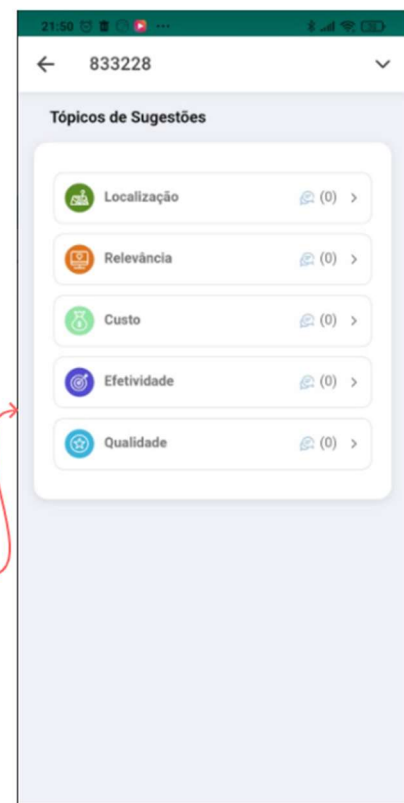 21:50
833228
Tópicos de Sugestões
Localização (0)
Relevância (0)
Custo (0)
Efetividade (0)
Qualidade (0)